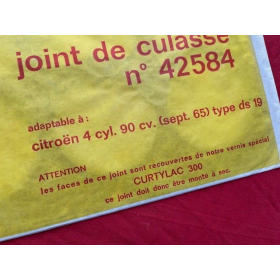 joint de culasse
n° 42584
adaptable à :
citroën 4 cyl. 90 cv. (sept. 65) type ds 19
ATTENTION
les faces de ce joint sont recouvertes de notre vernis spécial
CURTYLAC 300
ce joint doit donc être monté à sec.